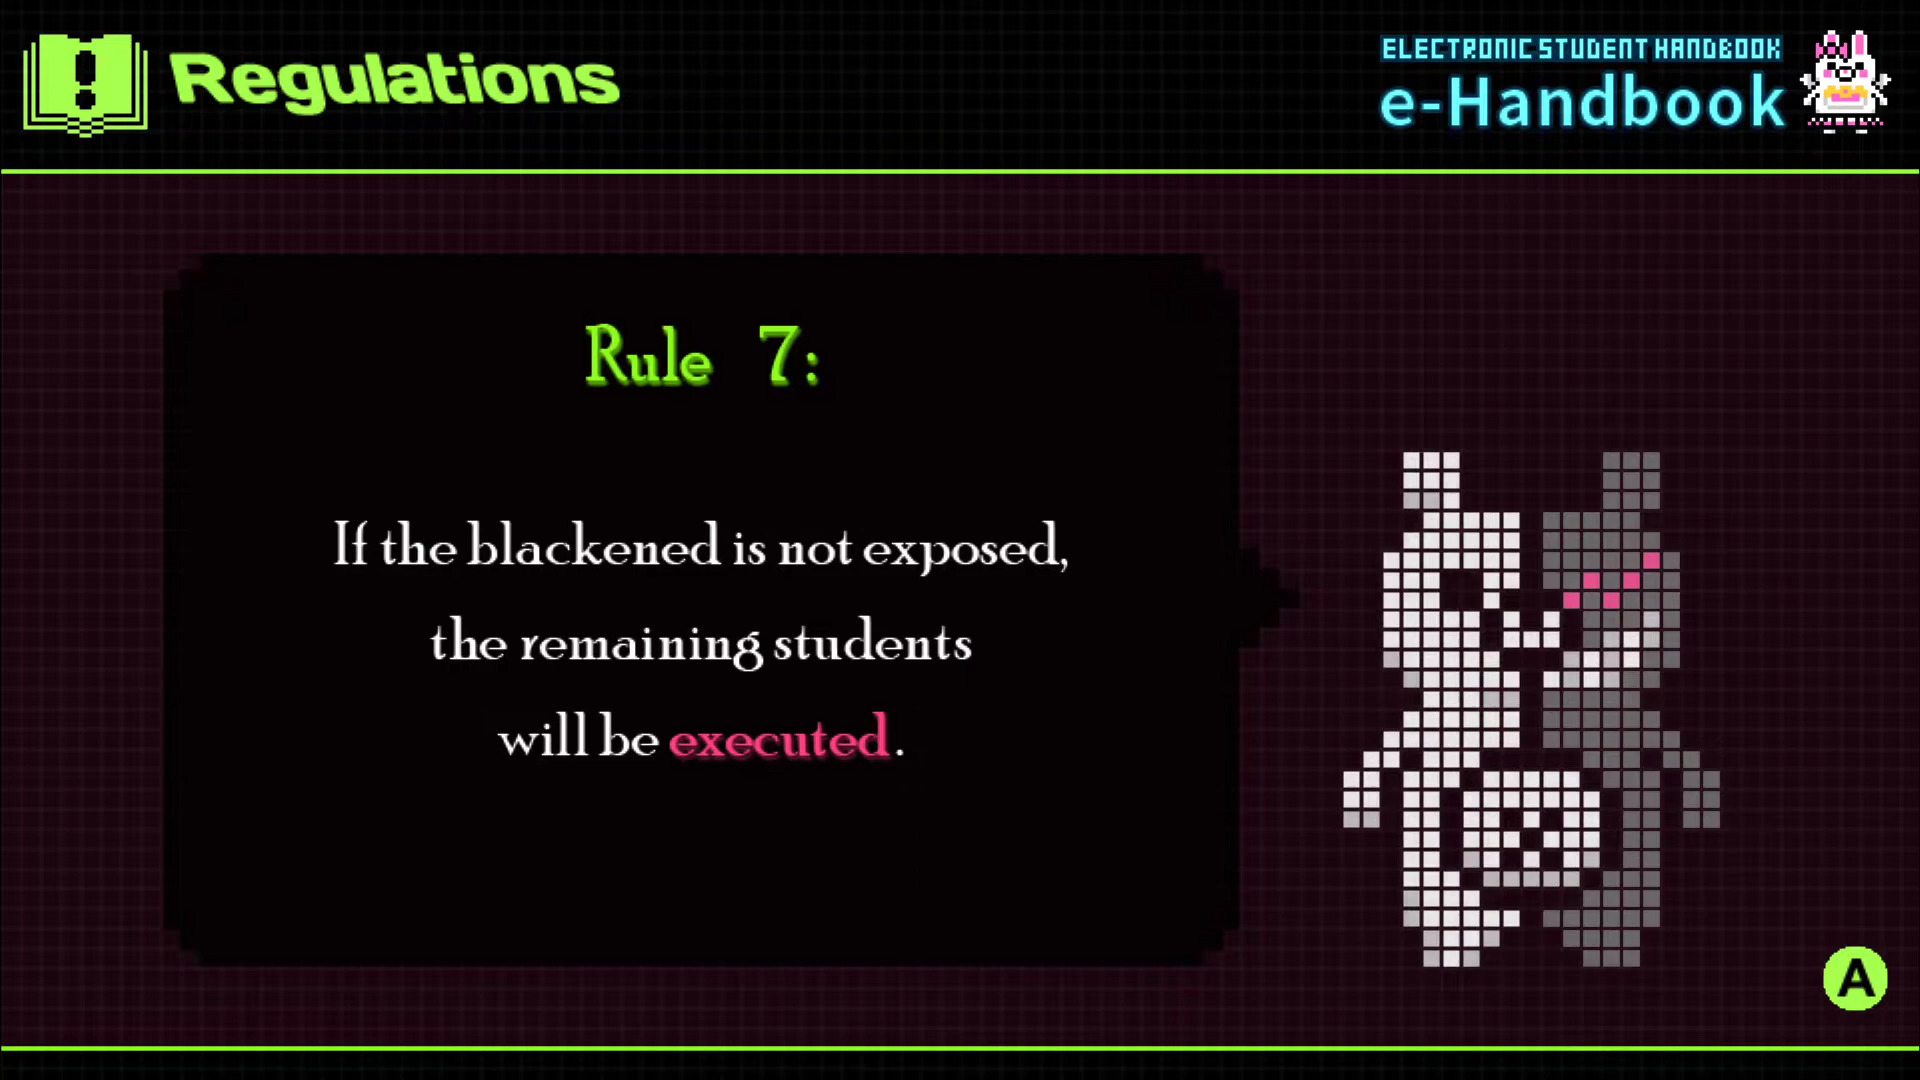 Regulations
ELECTRONIC STUDENT HANDBOOK
e-Handbook
Rule 7:
If the blackened is not exposed,
the remaining students
will be executed.
A